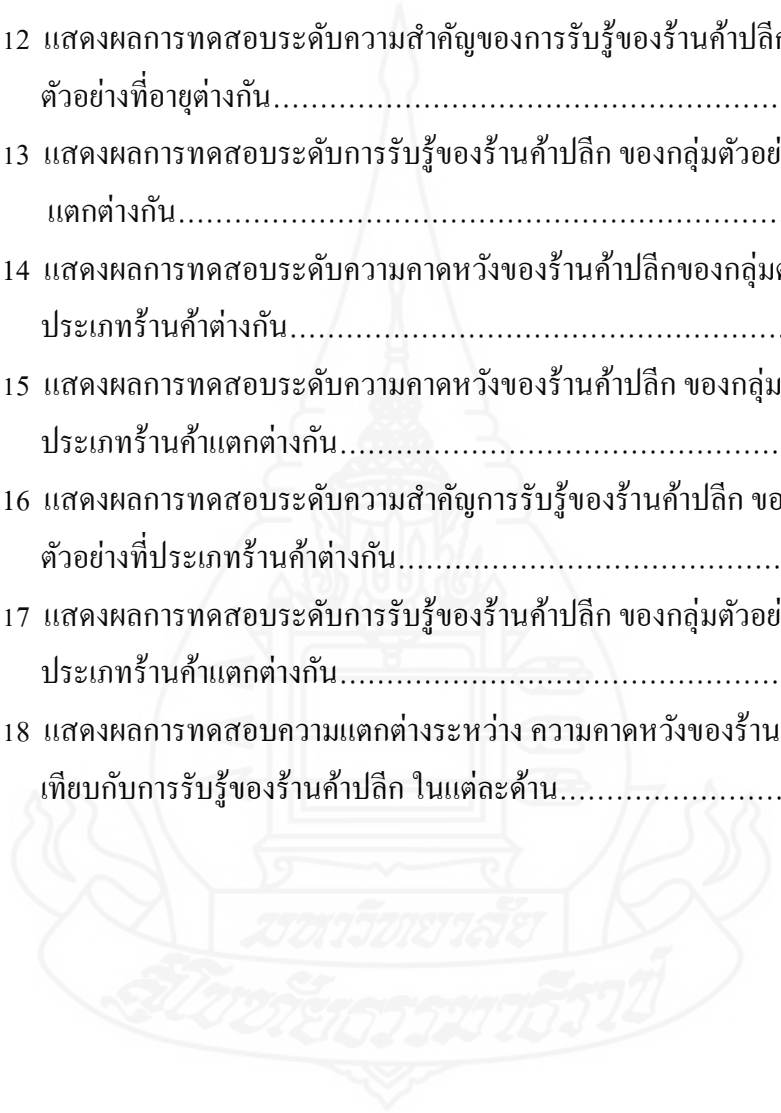 12 แสดงผลการทดสอบระดับความสำคัญของการรับรู้ของร้านค้าปลีก
ตัวอย่างที่อายุต่างกัน……………………………………………………
13 แสดงผลการทดสอบระดับการรับรู้ของร้านค้าปลีก ของกลุ่มตัวอย่
แตกต่างกัน……………………………………………………………
14 แสดงผลการทดสอบระดับความคาดหวังของร้านค้าปลีกของกลุ่มต
ประเภทร้านค้าต่างกัน…………………………………………………
15 แสดงผลการทดสอบระดับความคาดหวังของร้านค้าปลีก ของกลุ่ม
ประเภทร้านค้าแตกต่างกัน……………………………………………
16 แสดงผลการทดสอบระดับความสำคัญการรับรู้ของร้านค้าปลีก ขอ
ตัวอย่างที่ประเภทร้านค้าต่างกัน………………………………………
17 แสดงผลการทดสอบระดับการรับรู้ของร้านค้าปลีก ของกลุ่มตัวอย่
ประเภทร้านค้าแตกต่างกัน……………………………………………
18 แสดงผลการทดสอบความแตกต่างระหว่าง ความคาดหวังของร้าน
เทียบกับการรับรู้ของร้านค้าปลีก ในแต่ละด้าน………………………
มหาวิทยาลัย
สุโขทัยธรรมาธิราช